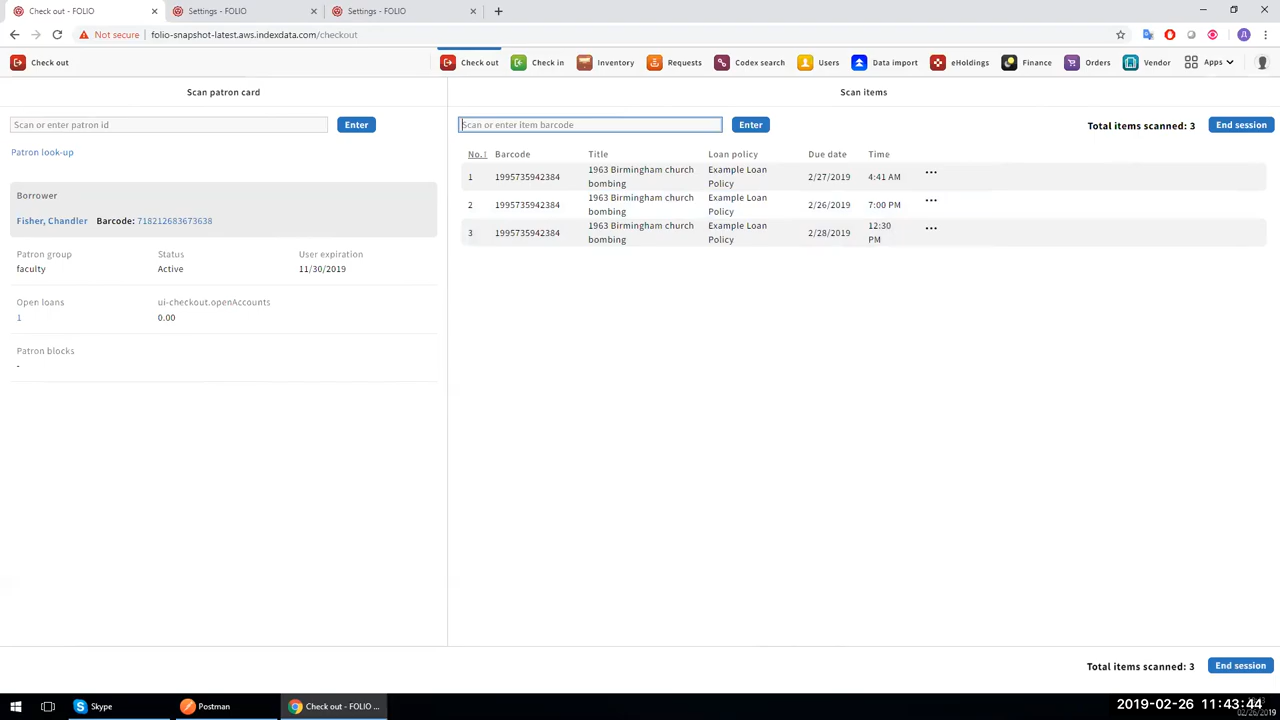 Check out - FOLIO
Settings - FOLIO
Settings - FOLIO
Not secure
folio-snapshot-latest.aws.indexdata.com/checkout
Check out
Check out
Check in
Inventory
Requests
Codex search
Users
Data import
eHoldings
Finance
Orders
Vendor
Apps
Scan patron card
Scan items
Scan or enter patron id
Enter
Scan or enter item barcode
Enter
Total items scanned: 3
End session
Patron look-up
Borrower
Fisher, Chandler Barcode: 718212683673638
Patron group
faculty
Status
Active
User expiration
11/30/2019
Open loans
1
ui-checkout.openAccounts
0.00
Patron blocks
-
No.↑ Barcode Title Loan policy Due date Time
1 1995735942384 1963 Birmingham church bombing Example Loan Policy 2/27/2019 4:41 AM
2 1995735942384 1963 Birmingham church bombing Example Loan Policy 2/26/2019 7:00 PM
3 1995735942384 1963 Birmingham church bombing Example Loan Policy 2/28/2019 12:30 PM
Total items scanned: 3
End session
Skype
Postman
Check out - FOLIO ...
2019-02-26 11:43:44
02/26/2019